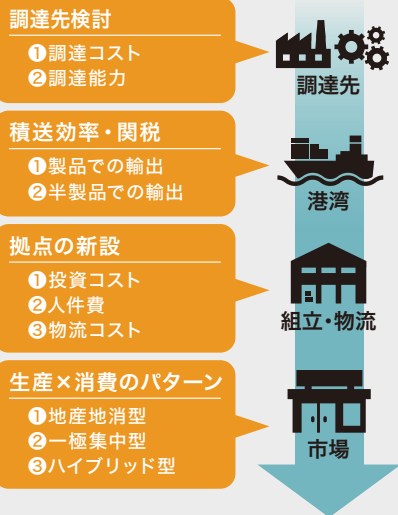 調達先検討
❶調達コスト
❷調達能力
調達先
積送効率・関税
❶製品での輸出
❷半製品での輸出
港湾
拠点の新設
❶投資コスト
❷人件費
❸物流コスト
組立・物流
生産×消費のパターン
❶地産地消型
❷一極集中型
❸ハイブリッド型
市場